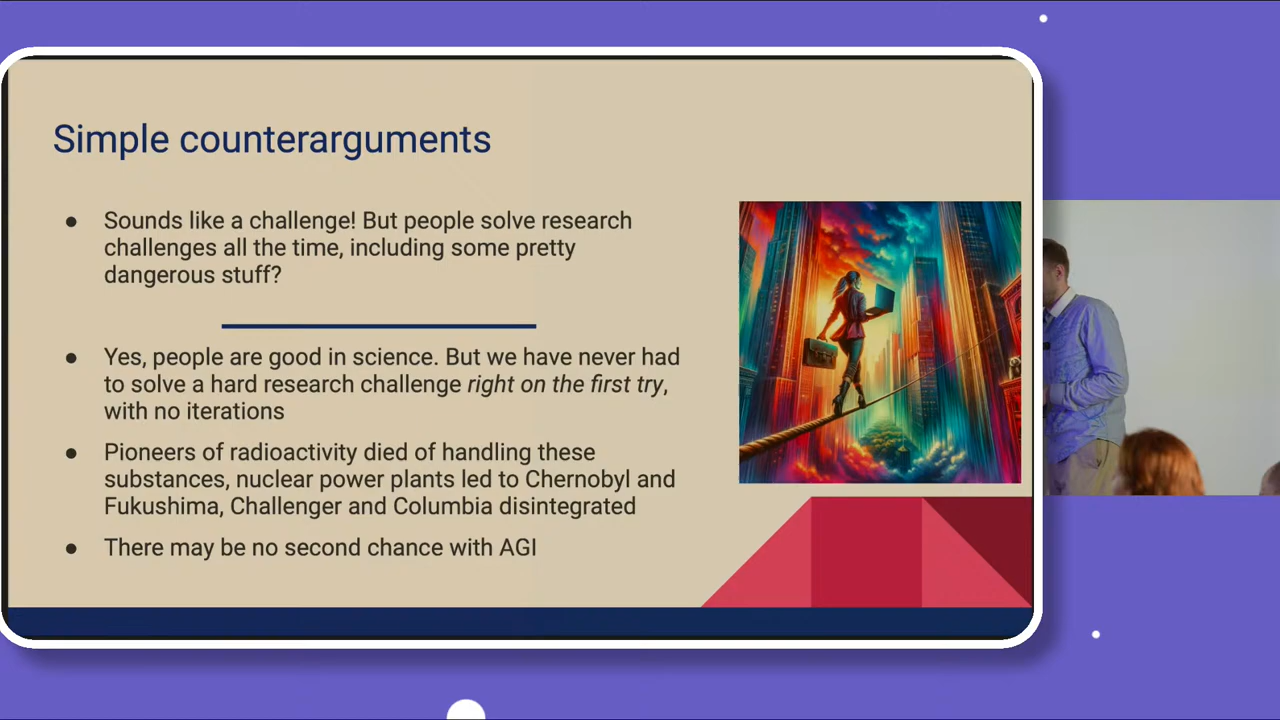 Simple counterarguments
● Sounds like a challenge! But people solve research
challenges all the time, including some pretty
dangerous stuff?
● Yes, people are good in science. But we have never had
to solve a hard research challenge right on the first try,
with no iterations
● Pioneers of radioactivity died of handling these
substances, nuclear power plants led to Chernobyl and
Fukushima, Challenger and Columbia disintegrated
● There may be no second chance with AGI